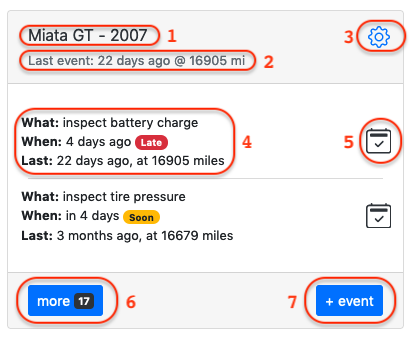 Miata GT - 2007 1 3
Last event: 22 days ago @ 16905 mi 2
What: inspect battery charge
When: 4 days ago Late 4 5
Last: 22 days ago, at 16905 miles
What: inspect tire pressure
When: in 4 days Soon
Last: 3 months ago, at 16679 miles
more 17 6 7 + event